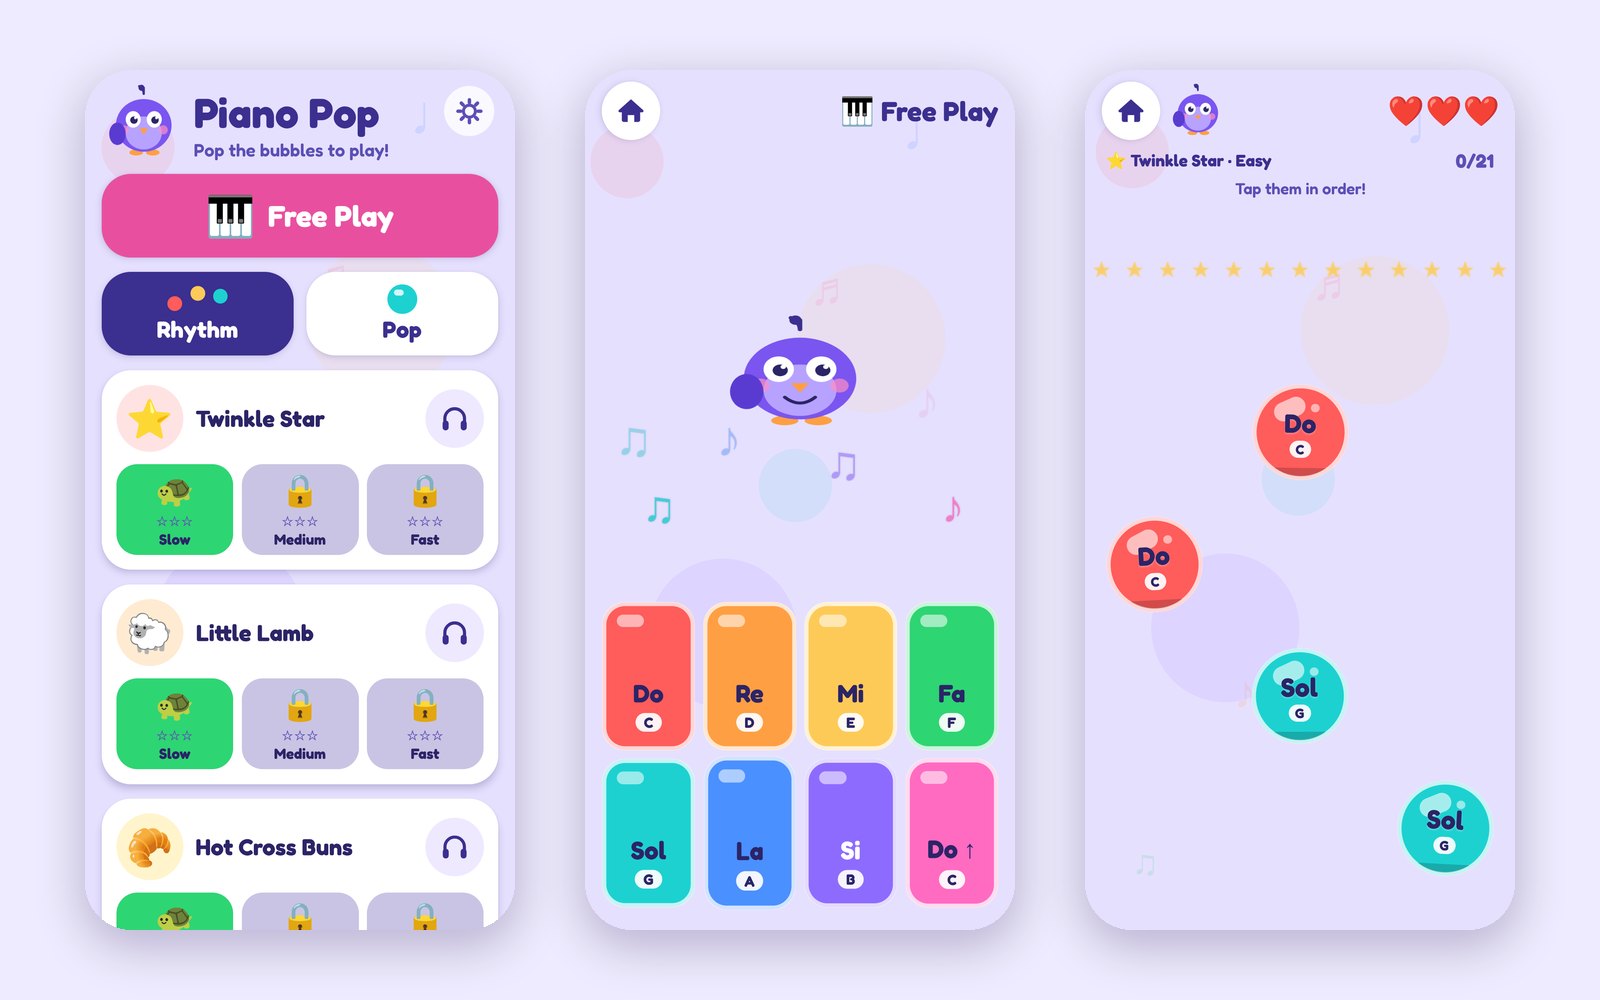 Piano Pop
Pop the bubbles to play!
Free Play
Rhythm
Pop
Twinkle Star
Slow
Medium
Fast
Little Lamb
Slow
Medium
Fast
Hot Cross Buns
Free Play
Do
C
Re
D
Mi
E
Fa
F
Sol
G
La
A
Si
B
Do ↑
C
Twinkle Star · Easy
0/21
Tap them in order!
Do
C
Do
C
Sol
G
Sol
G